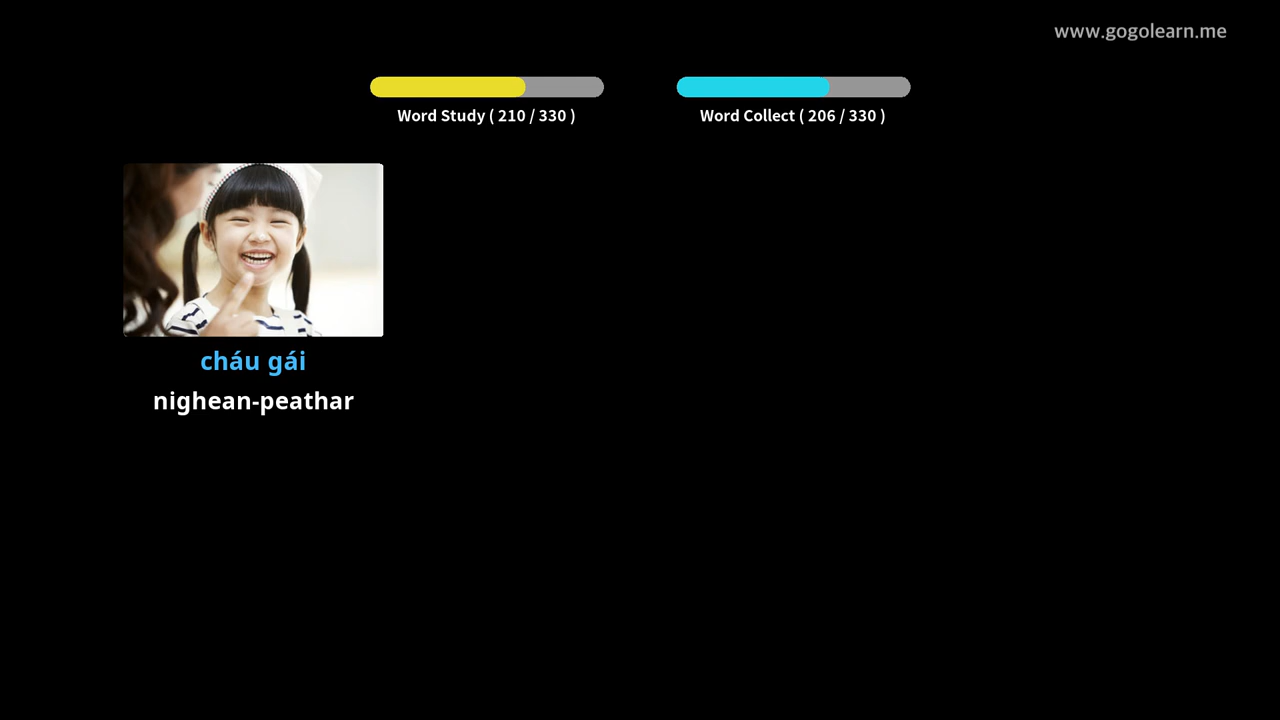 www.gogolearn.me
Word Study ( 210 / 330 )
Word Collect ( 206 / 330 )
cháu gái
nighean-peathar